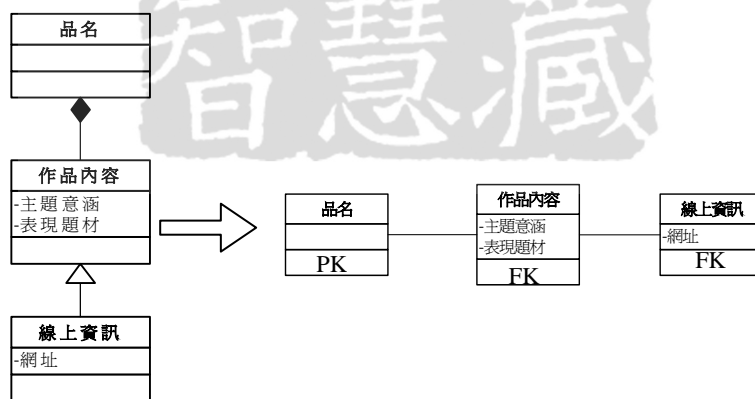 智慧藏
品名
作品內容
-主題意涵
-表現題材
線上資訊
-網址
品名
PK
作品內容
-主題意涵
-表現題材
FK
線上資訊
-網址
FK